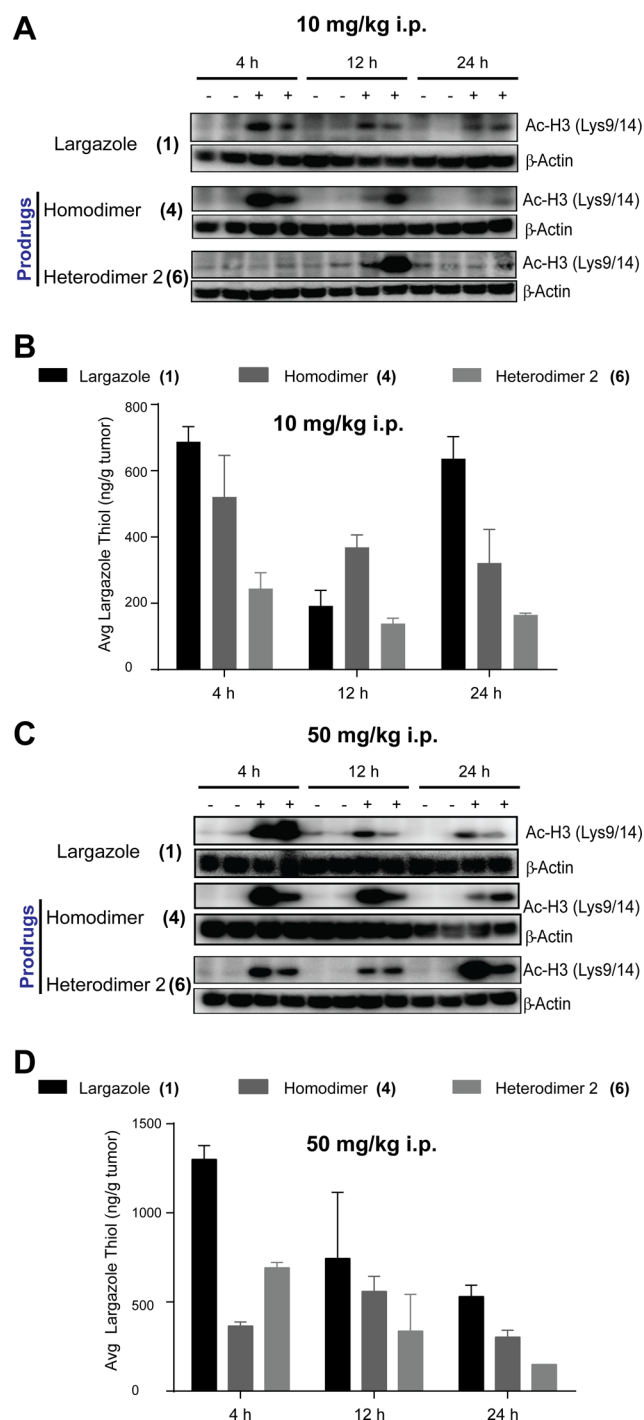 A
10 mg/kg i.p.
4 h 12 h 24 h
- - + + - - + + - - + +
Largazole (1) Ac-H3 (Lys9/14)
β-Actin
Prodrugs
Homodimer (4) Ac-H3 (Lys9/14)
β-Actin
Heterodimer 2 (6) Ac-H3 (Lys9/14)
β-Actin
B
Largazole (1) Homodimer (4) Heterodimer 2 (6)
10 mg/kg i.p.
Avg Largazole Thiol (ng/g tumor)
800
600
400
200
0
4 h 12 h 24 h
C
50 mg/kg i.p.
4 h 12 h 24 h
- - + + - - + + - - + +
Largazole (1) Ac-H3 (Lys9/14)
β-Actin
Prodrugs
Homodimer (4) Ac-H3 (Lys9/14)
β-Actin
Heterodimer 2 (6) Ac-H3 (Lys9/14)
β-Actin
D
Largazole (1) Homodimer (4) Heterodimer 2 (6)
50 mg/kg i.p.
Avg Largazole Thiol (ng/g tumor)
1500
1000
500
0
4 h 12 h 24 h